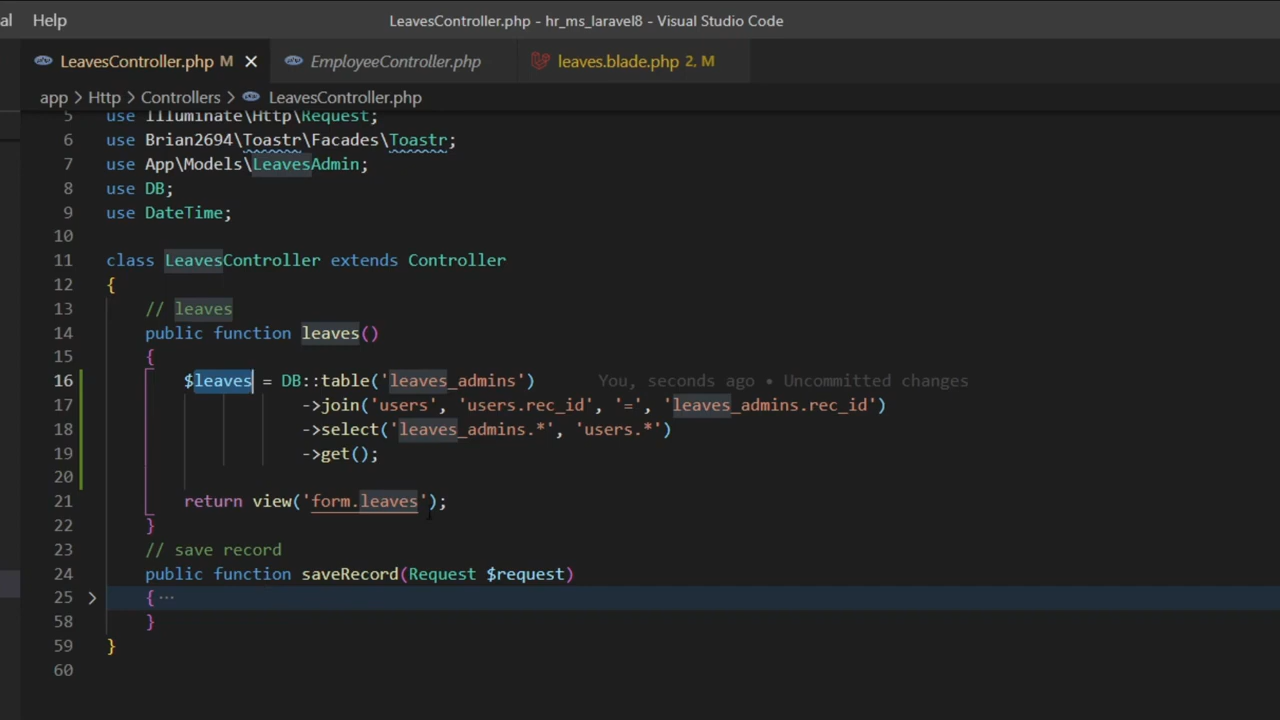 al Help LeavesController.php - hr_ms_laravel8 - Visual Studio Code
LeavesController.php M × EmployeeController.php leaves.blade.php 2, M
app > Http > Controllers > LeavesController.php
5 use Illuminate\Http\Request;
6 use Brian2694\Toastr\Facades\Toastr;
7 use App\Models\LeavesAdmin;
8 use DB;
9 use DateTime;
10
11 class LeavesController extends Controller
12 {
13 // leaves
14 public function leaves()
15 {
16 $leaves = DB::table('leaves_admins') You, seconds ago • Uncommitted changes
17 ->join('users', 'users.rec_id', '=', 'leaves_admins.rec_id')
18 ->select('leaves_admins.*', 'users.*')
19 ->get();
20
21 return view('form.leaves');
22 }
23 // save record
24 public function saveRecord(Request $request)
25 > {···
58 }
59 }
60